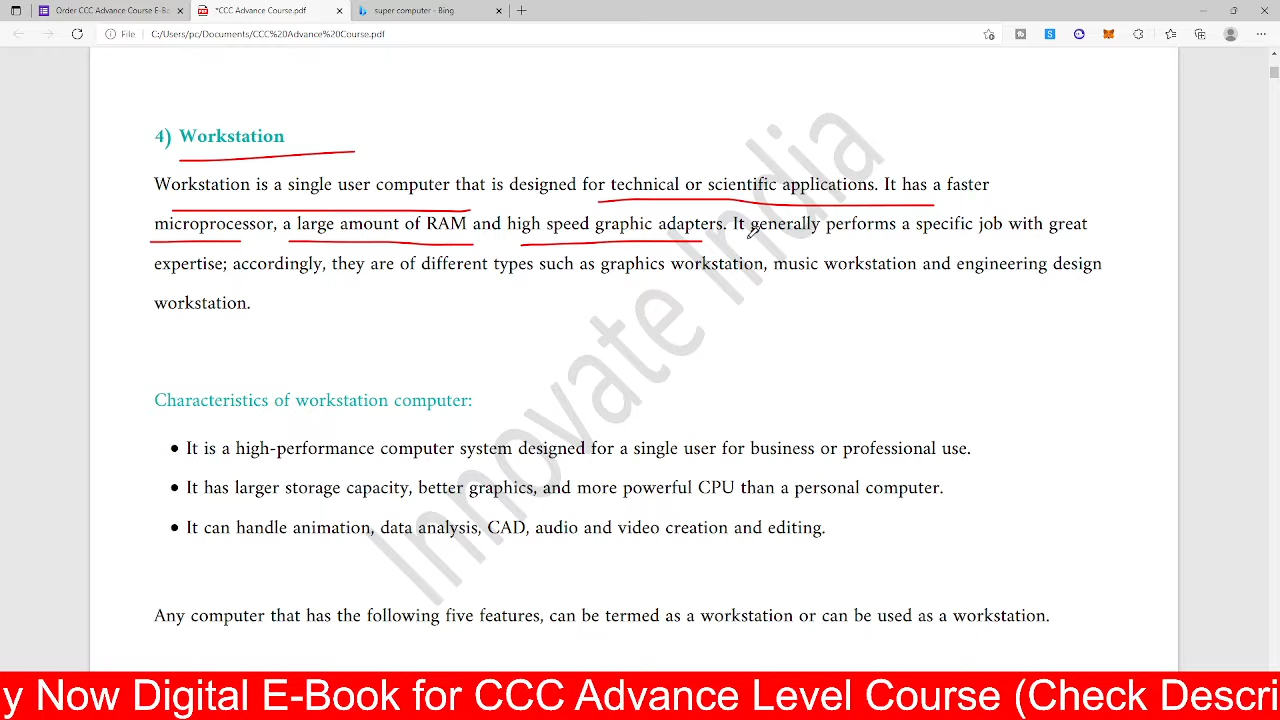 Order CCC Advance Course E-B
*CCC Advance Course.pdf
super computer - Bing
File
C:/Users/pc/Documents/CCC%20Advance%20Course.pdf
4) Workstation
Workstation is a single user computer that is designed for technical or scientific applications. It has a faster
microprocessor, a large amount of RAM and high speed graphic adapters. It generally performs a specific job with great
expertise; accordingly, they are of different types such as graphics workstation, music workstation and engineering design
workstation.
Characteristics of workstation computer:
• It is a high-performance computer system designed for a single user for business or professional use.
• It has larger storage capacity, better graphics, and more powerful CPU than a personal computer.
• It can handle animation, data analysis, CAD, audio and video creation and editing.
Any computer that has the following five features, can be termed as a workstation or can be used as a workstation.
Innovate India
y Now Digital E-Book for CCC Advance Level Course (Check Descri